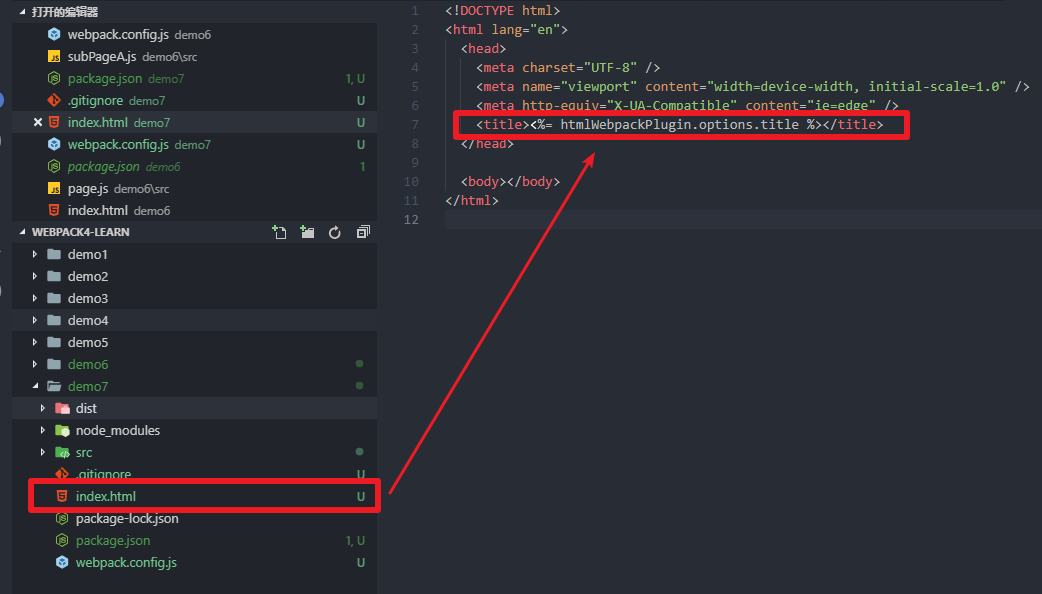 打开的编辑器
webpack.config.js demo6
subPageA.js demo6\src
package.json demo7 1, U
.gitignore demo7 U
index.html demo7 U
webpack.config.js demo7 U
package.json demo6 1
page.js demo6\src
index.html demo6
WEBPACK4-LEARN
demo1
demo2
demo3
demo4
demo5
demo6
demo7
dist
node_modules
src
.gitignore U
index.html U
package-lock.json
package.json 1, U
webpack.config.js U
1 <!DOCTYPE html>
2 <html lang="en">
3 <head>
4 <meta charset="UTF-8" />
5 <meta name="viewport" content="width=device-width, initial-scale=1.0" />
6 <meta http-equiv="X-UA-Compatible" content="ie=edge" />
7 <title><%= htmlWebpackPlugin.options.title %></title>
8 </head>
9
10 <body></body>
11 </html>
12